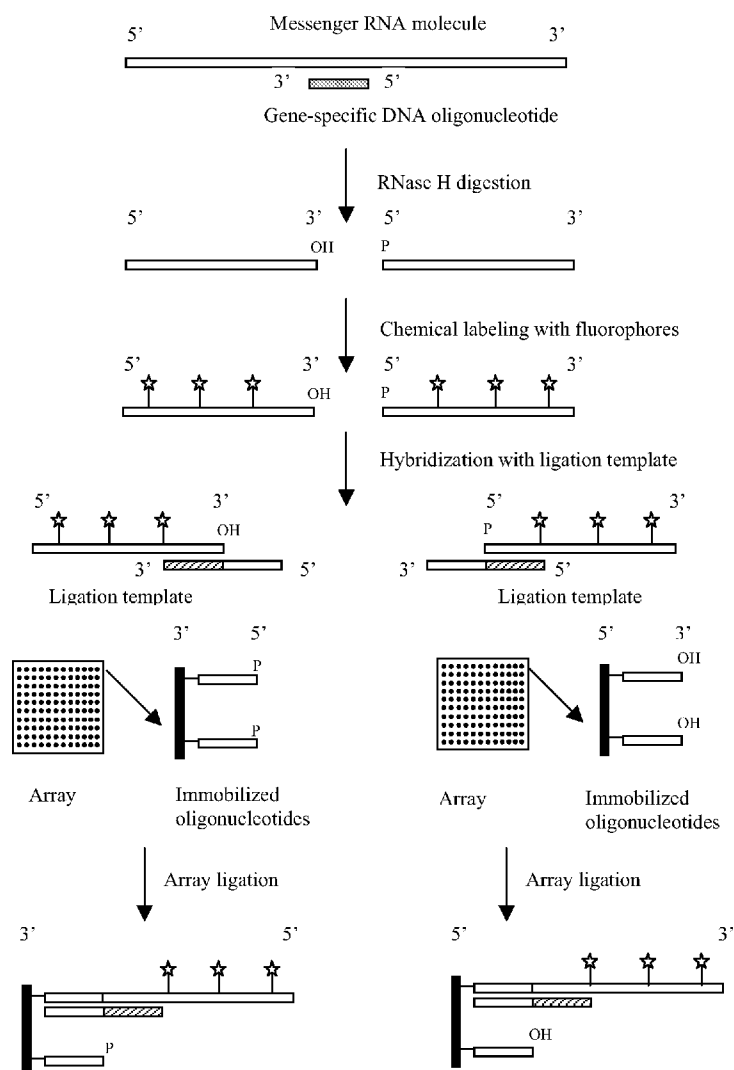 Messenger RNA molecule
5’ 3’
3’ 5’
Gene-specific DNA oligonucleotide
RNase H digestion
5’ 3’ 5’ 3’
OH P
Chemical labeling with fluorophores
5’ 3’ 5’ 3’
OH P
Hybridization with ligation template
5’ 3’ 5’ 3’
OH P
3’ 5’ 3’ 5’
Ligation template Ligation template
3’ 5’ 5’ 3’
P OH
P OH
Array Immobilized Array Immobilized
oligonucleotides oligonucleotides
Array ligation Array ligation
3’ 5’ 5’ 3’
P OH